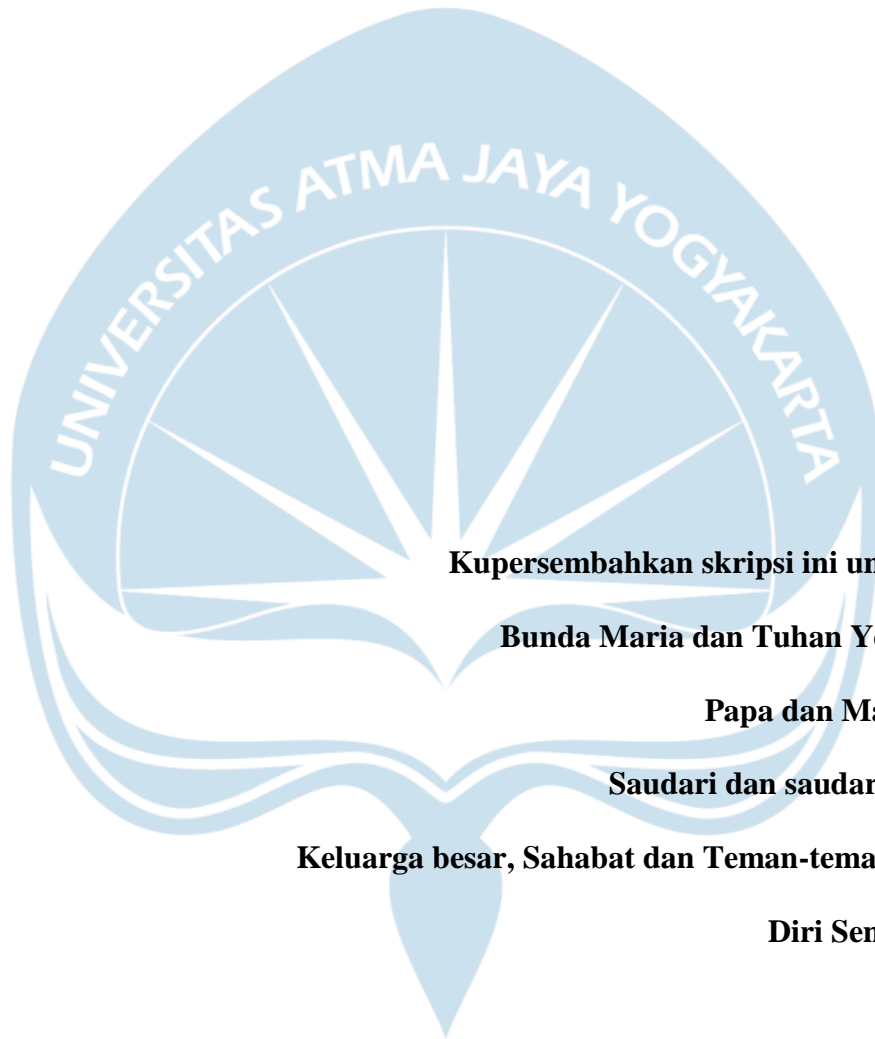 UNIVERSITAS ATMA JAYA YOGYAKARTA
Kupersembahkan skripsi ini
Bunda Maria dan Tuhan
Papa dan
Saudari dan
Keluarga besar, Sahabat dan
Diri